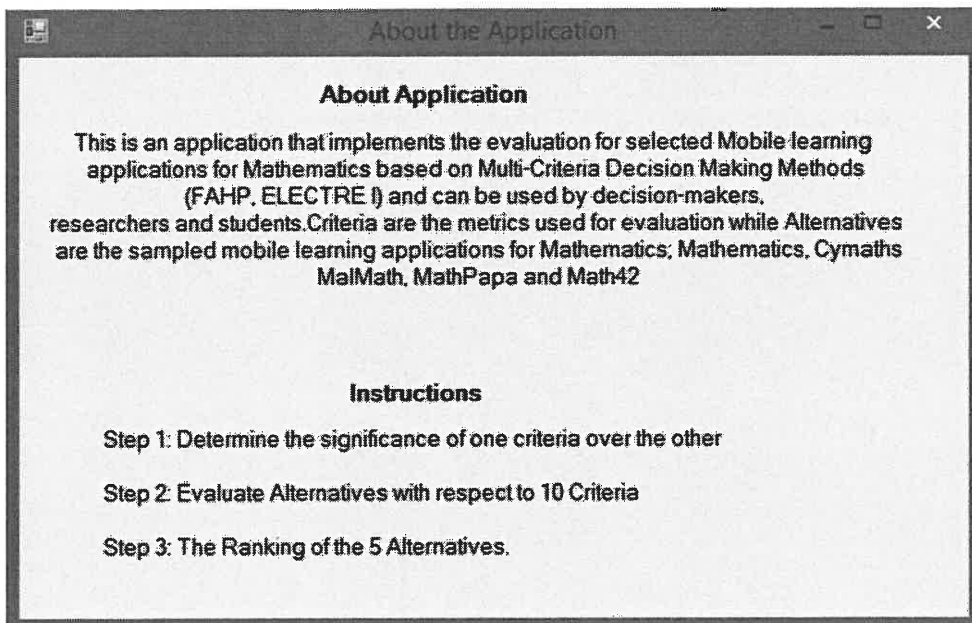 About the Application
About Application
This is an application that implements the evaluation for selected Mobile learning
applications for Mathematics based on Multi-Criteria Decision Making Methods
(FAHP, ELECTRE I) and can be used by decision-makers,
researchers and students.Criteria are the metrics used for evaluation while Alternatives
are the sampled mobile learning applications for Mathematics; Mathematics, Cymaths
MalMath, MathPapa and Math42
Instructions
Step 1: Determine the significance of one criteria over the other
Step 2: Evaluate Alternatives with respect to 10 Criteria
Step 3: The Ranking of the 5 Alternatives.